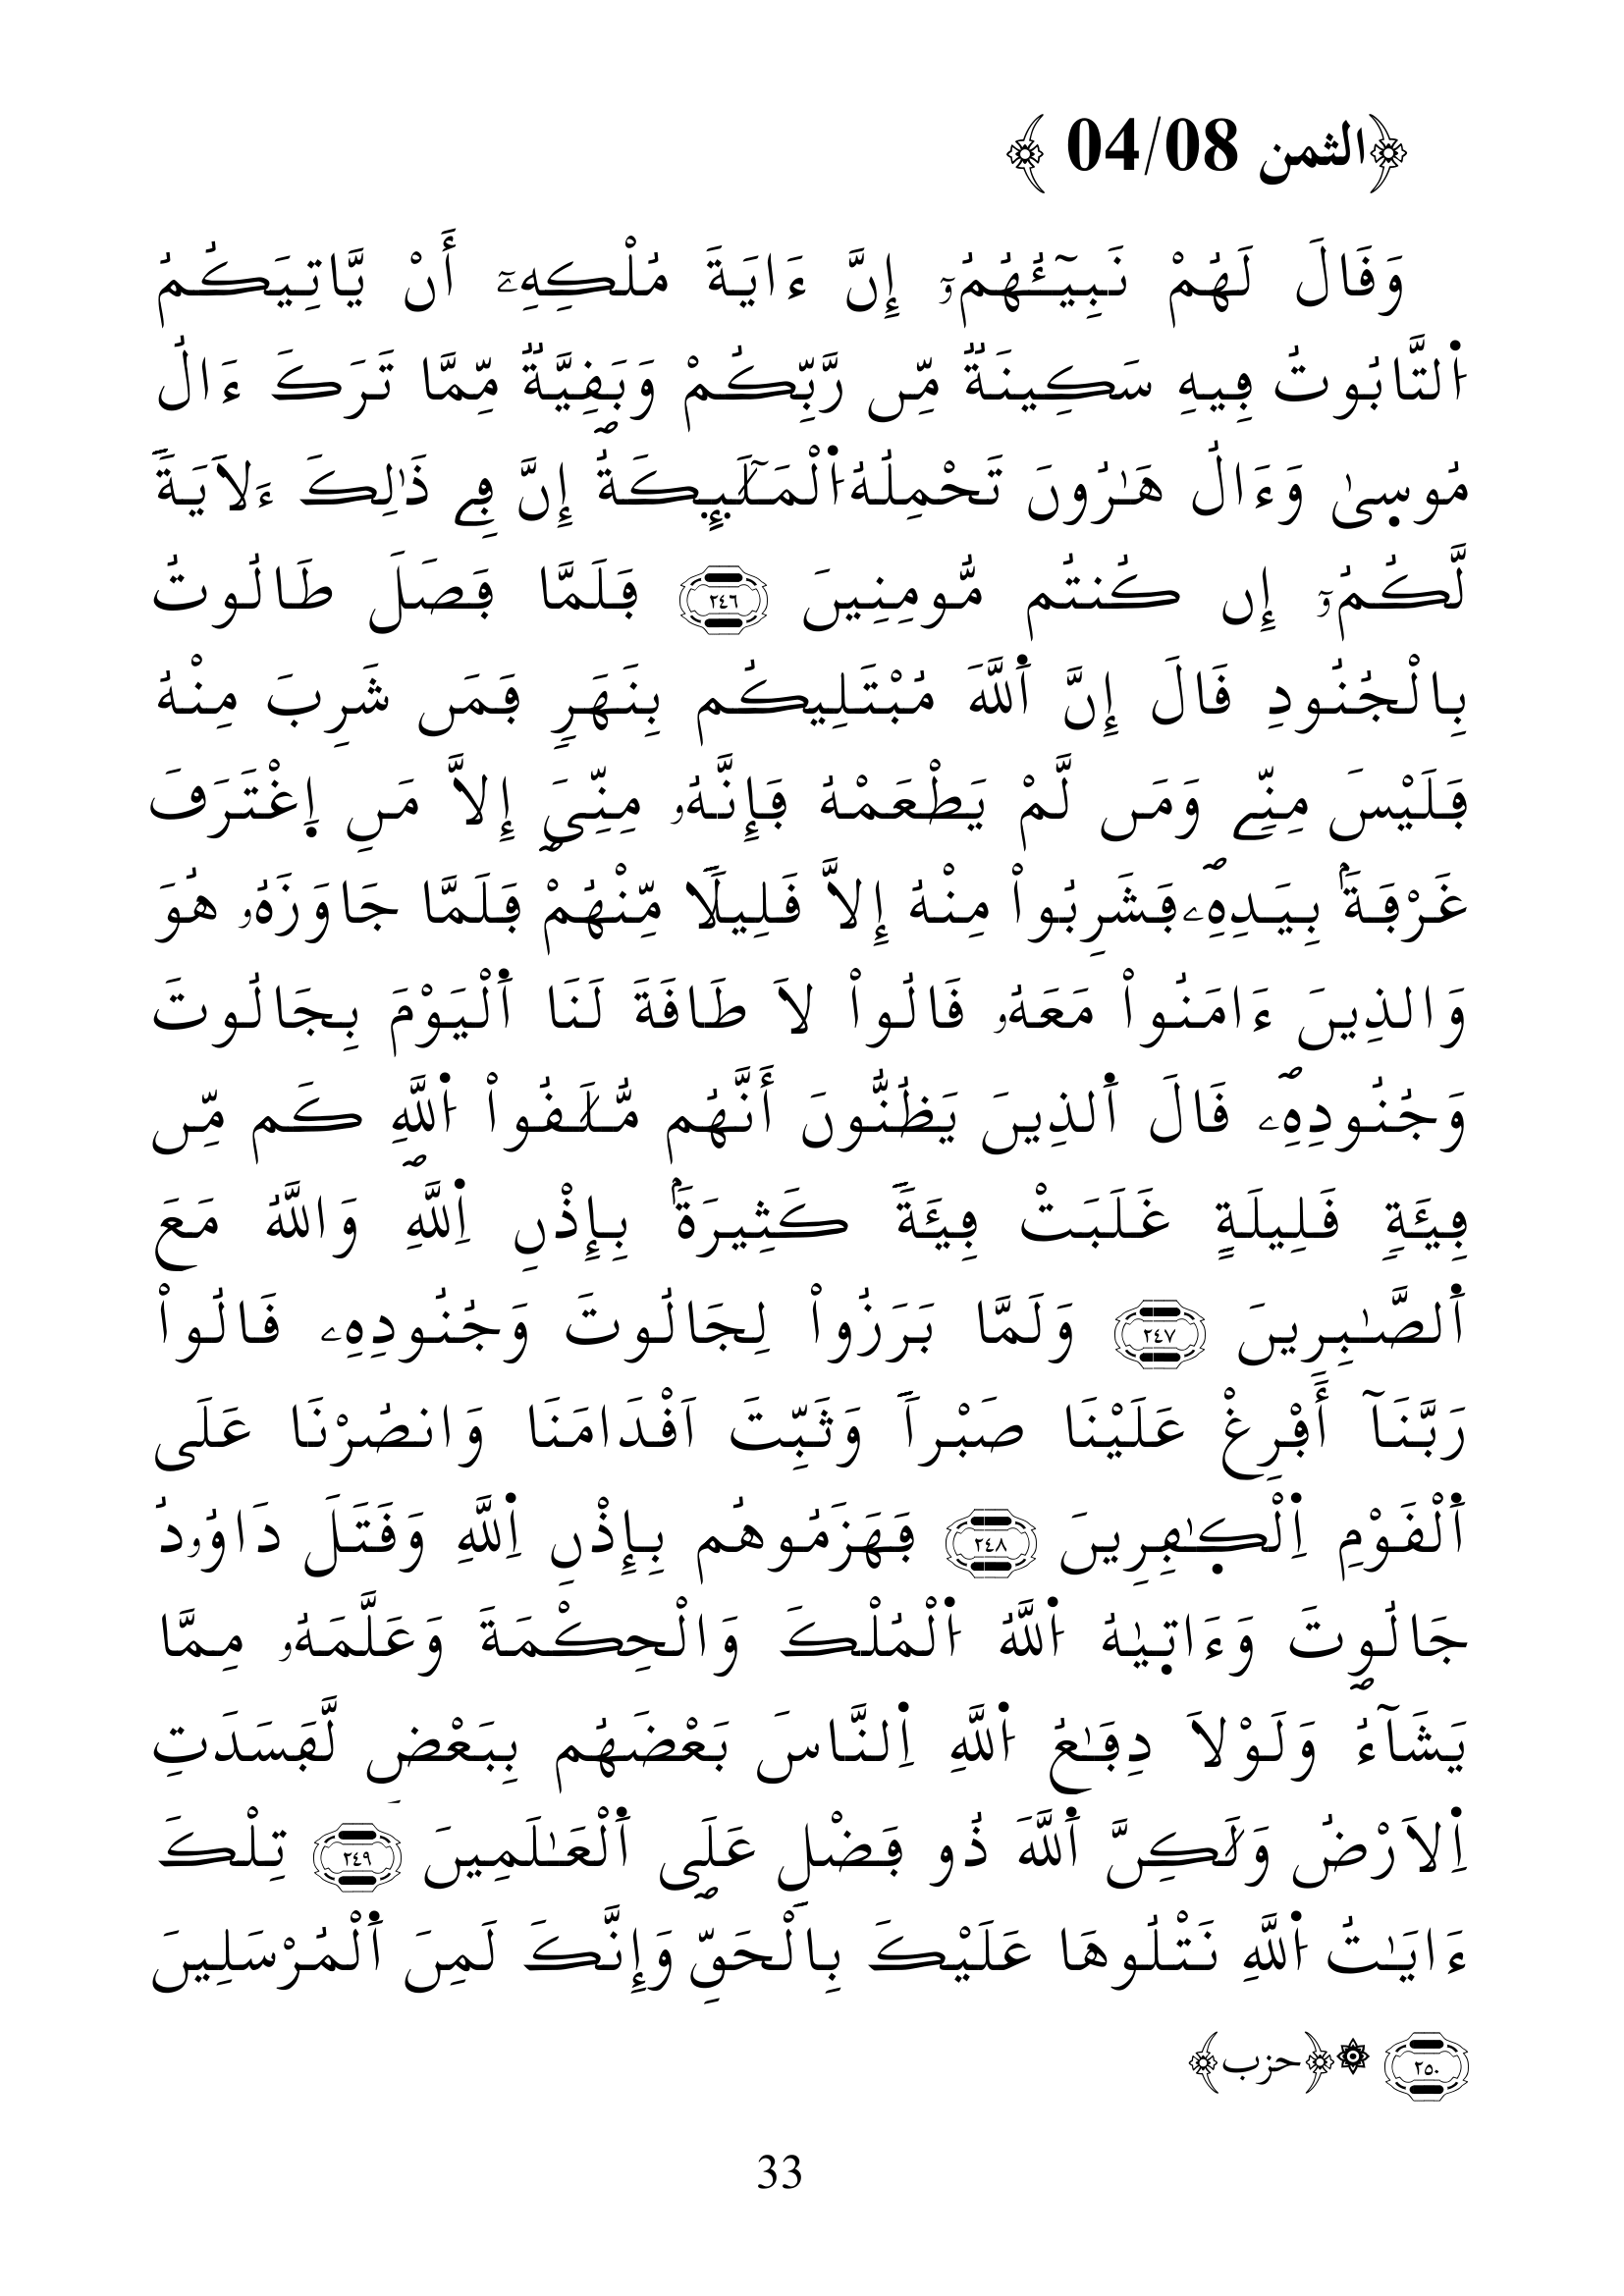 ﴿الثمن 04/08 ﴾
وَقَالَ لَهُمْ نَبِيٓـُٔهُمُۥٓ إِنَّ ءَايَةَ مُلْكِهِۦٓ أَنْ يَّاتِيَكُمُ
اُ۬لتَّابُوتُ فِيهِ سَكِينَةٞ مِّن رَّبِّكُمْ وَبَقِيَّةٞ مِّمَّا تَرَكَ ءَالُ
مُوسۭيٰ وَءَالُ هَٰرُونَ تَحْمِلُهُ اُ۬لْمَلَٰٓئِكَةُۖ إِنَّ فِے ذَٰلِكَ ءَلَايَةٗ
لَّكُمُۥٓ إِن كُنتُم مُّومِنِينَ ٢٤٦ فَلَمَّا فَصَلَ طَالُوتُ
بِالْجُنُودِ قَالَ إِنَّ اَ۬للَّهَ مُبْتَلِيكُم بِنَهَرٖ فَمَن شَرِبَ مِنْهُ
فَلَيْسَ مِنِّے وَمَن لَّمْ يَطْعَمْهُ فَإِنَّهُۥ مِنِّيَۖ إِلَّا مَنِ اِ۪غْتَرَفَ
غَرْفَةَۢ بِيَدِهِۦۖ فَشَرِبُواْ مِنْهُ إِلَّا قَلِيلٗا مِّنْهُمْ فَلَمَّا جَاوَزَهُۥ هُوَ
وَالذِينَ ءَامَنُواْ مَعَهُۥ قَالُواْ لَا طَاقَةَ لَنَا اَ۬لْيَوْمَ بِجَالُوتَ
وَجُنُودِهِۦۖ قَالَ اَ۬لذِينَ يَظُنُّونَ أَنَّهُم مُّلَٰقُواْ اُ۬للَّهِ كَم مِّن
فِئَةٖ قَلِيلَةٍ غَلَبَتْ فِئَةٗ كَثِيرَةَۢ بِإِذْنِ اِ۬للَّهِۖ وَاللَّهُ مَعَ
اَ۬لصَّٰبِرِينَ ٢٤٧ وَلَمَّا بَرَزُواْ لِجَالُوتَ وَجُنُودِهِۦ قَالُواْ
رَبَّنَآ أَفْرِغْ عَلَيْنَا صَبْراٗ وَثَبِّتَ اَقْدَامَنَا وَانصُرْنَا عَلَى
اَ۬لْقَوْمِ اِ۬لْكٰ۪فِرِينَ ٢٤٨ فَهَزَمُوهُم بِإِذْنِ اِ۬للَّهِ وَقَتَلَ دَاوُۥدُ
جَالُوتَ وَءَاتۭيٰهُ اُ۬للَّهُ اُ۬لْمُلْكَ وَالْحِكْمَةَ وَعَلَّمَهُۥ مِمَّا
يَشَآءُۖ وَلَوْلَا دِفَٰعُ اُ۬للَّهِ اِ۬لنَّاسَ بَعْضَهُم بِبَعْضٖ لَّفَسَدَتِ
اِ۬لَارْضُ وَلَٰكِنَّ اَ۬للَّهَ ذُو فَضْلٍ عَلَى اَ۬لْعَٰلَمِينَۖ ٢٤٩ تِلْكَ
ءَايَٰتُ اُ۬للَّهِ نَتْلُوهَا عَلَيْكَ بِالْحَقِّ وَإِنَّكَ لَمِنَ اَ۬لْمُرْسَلِينَ
٢٥٠ ۞﴿حزب﴾
33